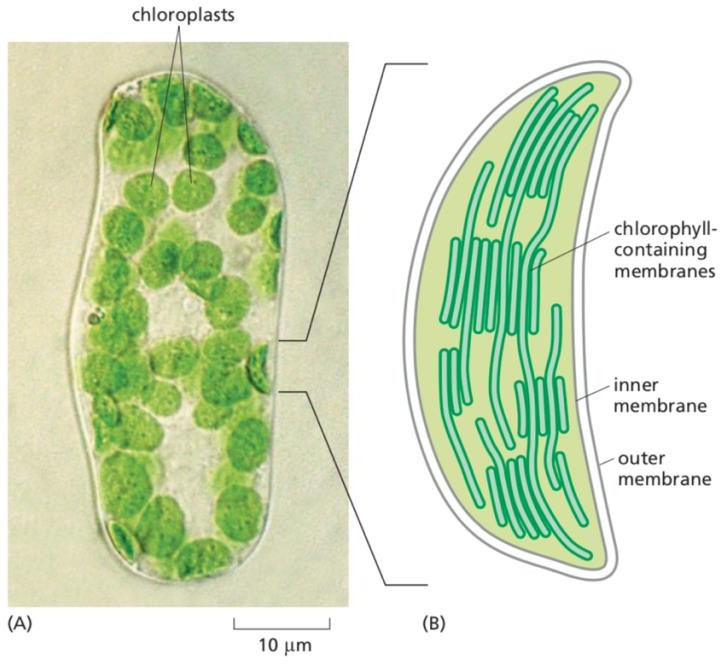 chloroplasts
chlorophyll-
containing
membranes
inner
membrane
outer
membrane
(A)
10 µm
(B)